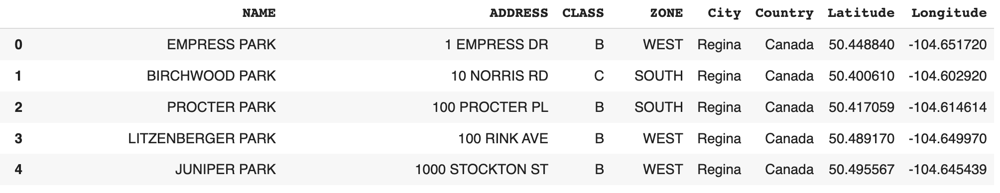 NAME ADDRESS CLASS ZONE City Country Latitude Longitude
0 EMPRESS PARK 1 EMPRESS DR B WEST Regina Canada 50.448840 -104.651720
1 BIRCHWOOD PARK 10 NORRIS RD C SOUTH Regina Canada 50.400610 -104.602920
2 PROCTER PARK 100 PROCTER PL B SOUTH Regina Canada 50.417059 -104.614614
3 LITZENBERGER PARK 100 RINK AVE B WEST Regina Canada 50.489170 -104.649970
4 JUNIPER PARK 1000 STOCKTON ST B WEST Regina Canada 50.495567 -104.645439